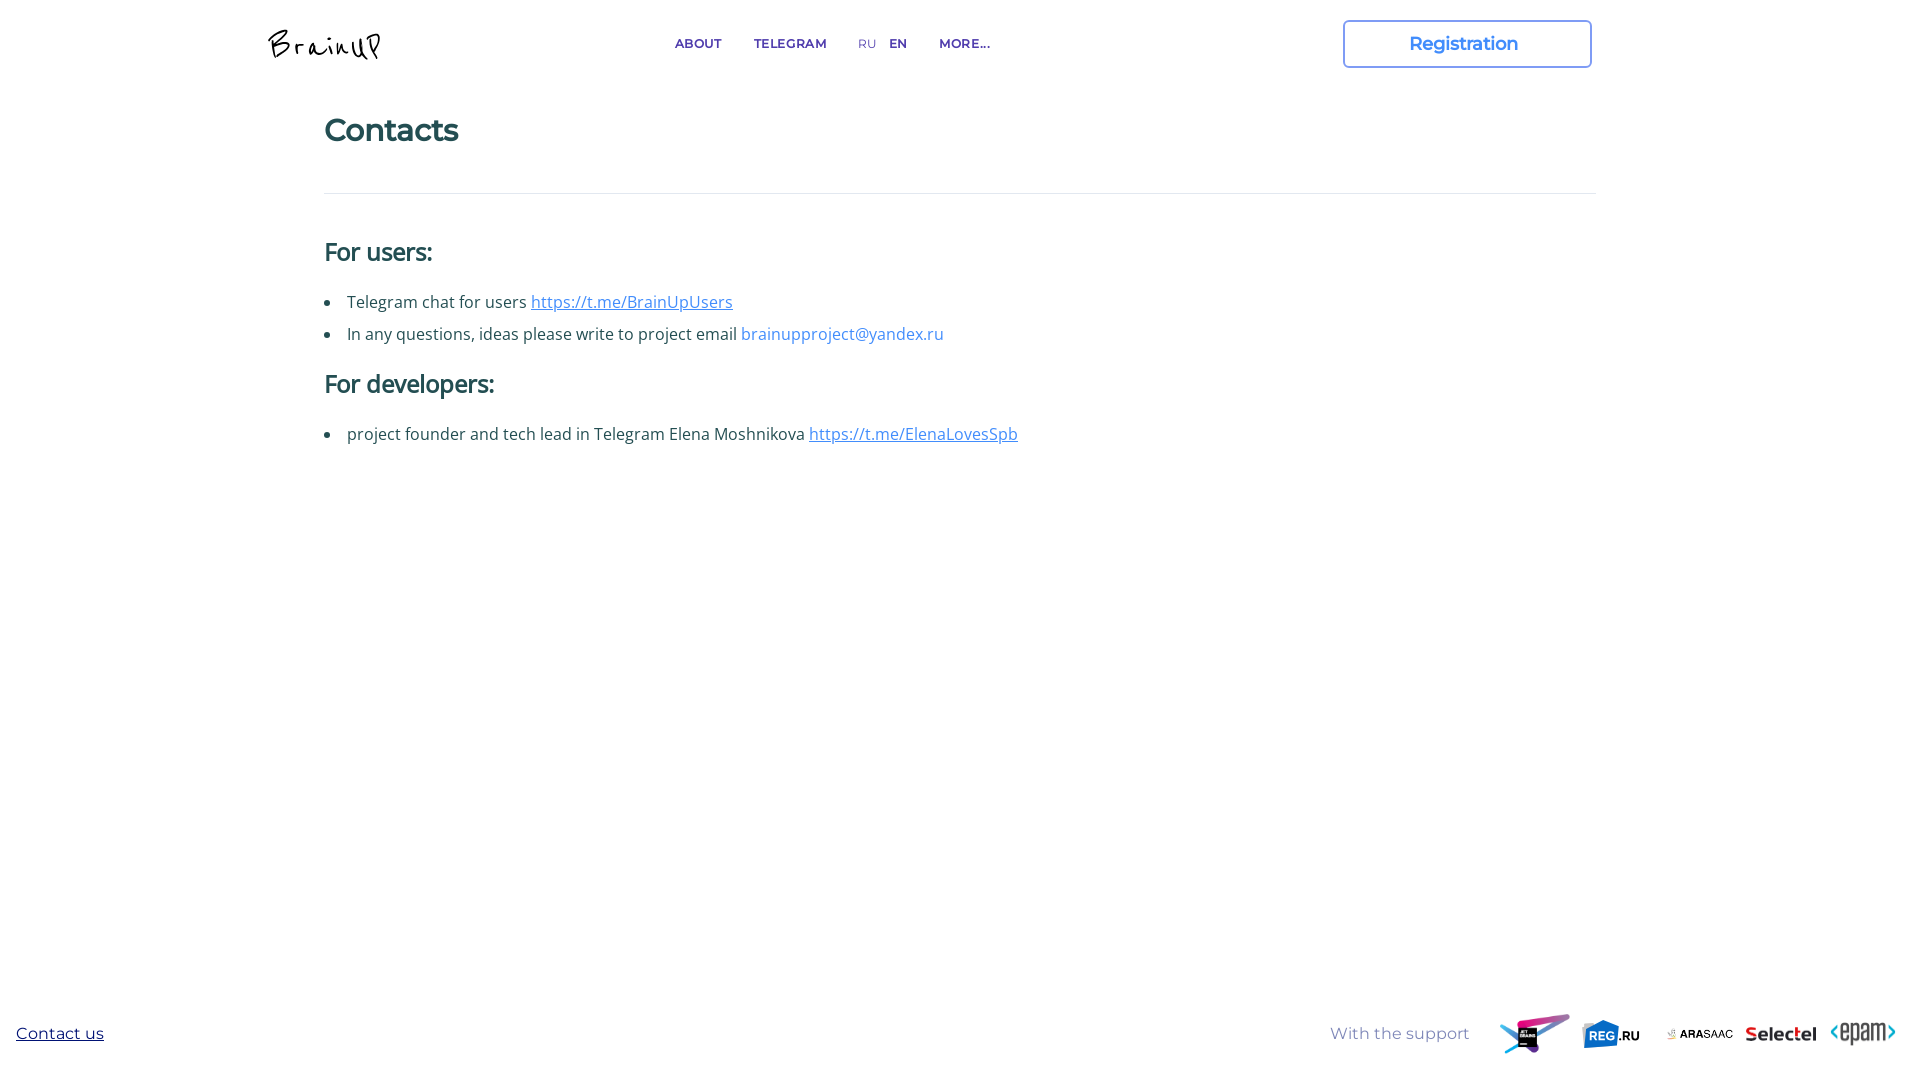 BrainUP
ABOUT TELEGRAM RU EN MORE... Registration
Contacts
For users:
Telegram chat for users https://t.me/BrainUpUsers
In any questions, ideas please write to project email brainupproject@yandex.ru
For developers:
project founder and tech lead in Telegram Elena Moshnikova https://t.me/ElenaLovesSpb
Contact us With the support JET BRAINS REG.RU ARASAAC Selectel <epam>